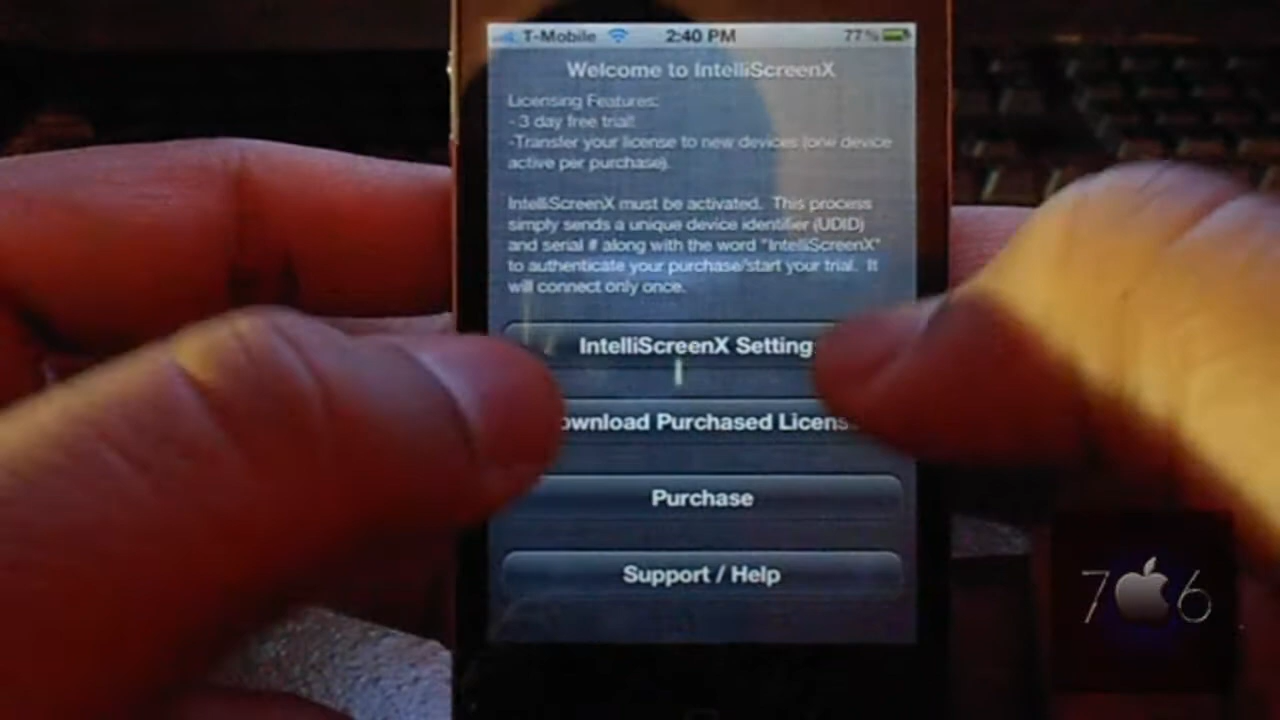 T-Mobile 2:40 PM 77%
Welcome to IntelliScreenX
Licensing Features:
- 3 day free trial!
-Transfer your license to new devices (one device
active per purchase).
IntelliScreenX must be activated. This process
simply sends a unique device identifier (UDID)
and serial # along with the word "IntelliScreenX"
to authenticate your purchase/start your trial. It
will connect only once.
IntelliScreenX Setting
ownload Purchased Licens
Purchase
Support / Help
7 6